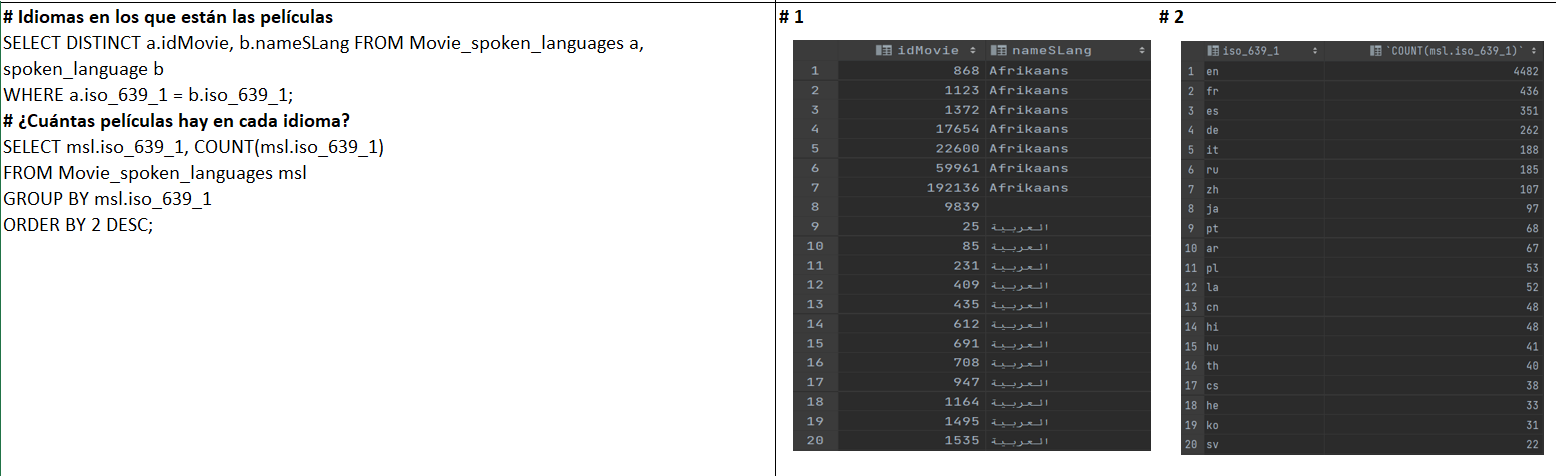 # Idiomas en los que están las películas
SELECT DISTINCT a.idMovie, b.nameSLang FROM Movie_spoken_languages a,
spoken_language b
WHERE a.iso_639_1 = b.iso_639_1;
# ¿Cuántas películas hay en cada idioma?
SELECT msl.iso_639_1, COUNT(msl.iso_639_1)
FROM Movie_spoken_languages msl
GROUP BY msl.iso_639_1
ORDER BY 2 DESC;
# 1
idMovie nameSLang
1 868 Afrikaans
2 1123 Afrikaans
3 1372 Afrikaans
4 17654 Afrikaans
5 22600 Afrikaans
6 59961 Afrikaans
7 192136 Afrikaans
8 9839
9 25 العربية
10 85 العربية
11 231 العربية
12 409 العربية
13 435 العربية
14 612 العربية
15 691 العربية
16 708 العربية
17 947 العربية
18 1164 العربية
19 1495 العربية
20 1535 العربية
# 2
iso_639_1 `COUNT(msl.iso_639_1)`
1 en 4482
2 fr 436
3 es 351
4 de 262
5 it 188
6 ru 185
7 zh 107
8 ja 97
9 pt 68
10 ar 67
11 pl 53
12 la 52
13 cn 48
14 hi 48
15 hu 41
16 th 40
17 cs 38
18 he 33
19 ko 31
20 sv 22